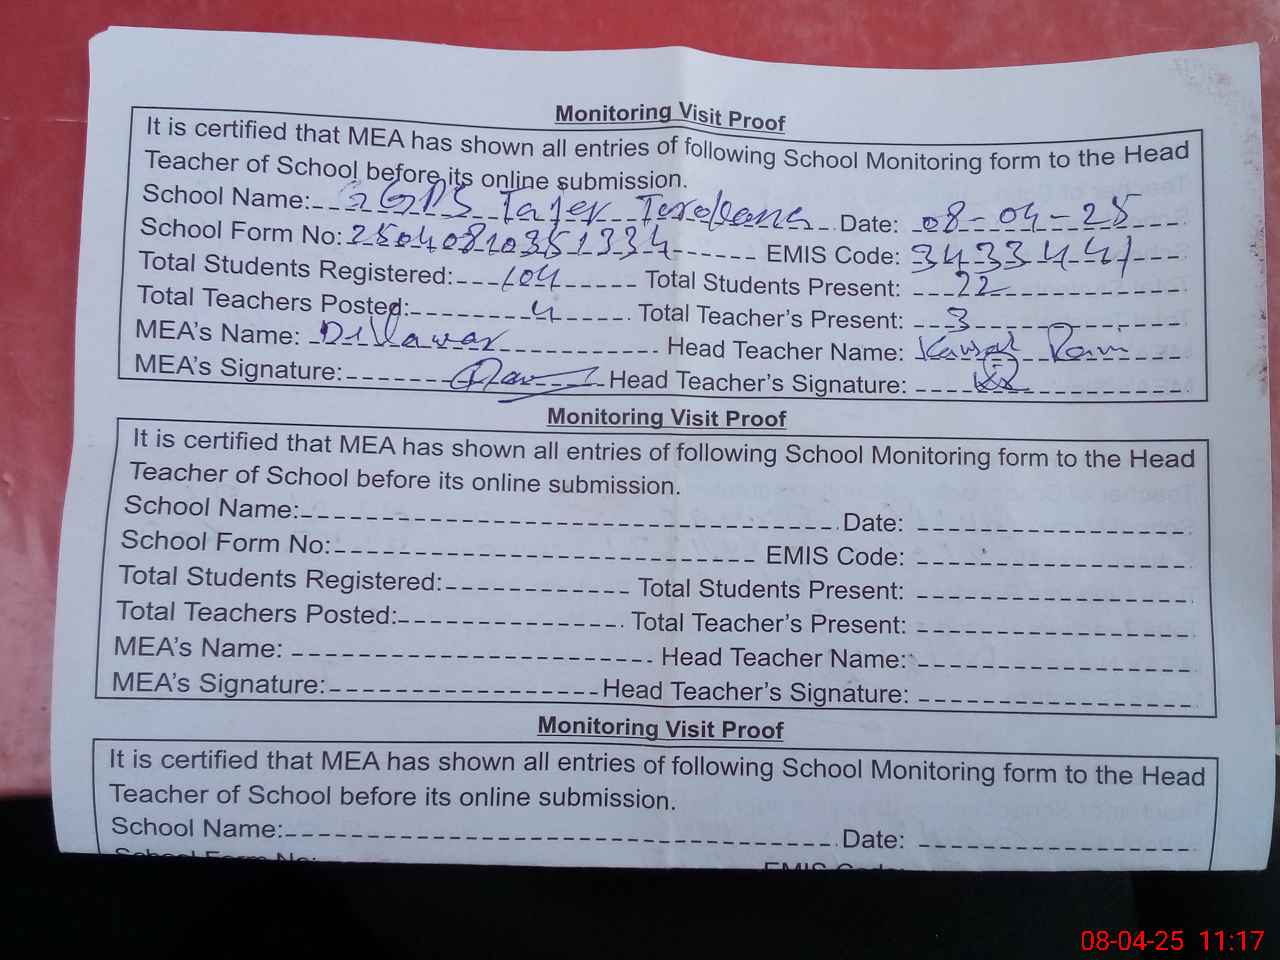 Monitoring Visit Proof
It is certified that MEA has shown all entries of following School Monitoring form to the Head
Teacher of School before its online submission.
School Name: GGPS Date: 08-04-25
School Form No: EMIS Code:
Total Students Registered: 104 Total Students Present: 22
Total Teachers Posted: 4 Total Teacher's Present: 3
MEA's Name: Dilawar Head Teacher Name:
MEA's Signature: Head Teacher's Signature:
Monitoring Visit Proof
It is certified that MEA has shown all entries of following School Monitoring form to the Head
Teacher of School before its online submission.
School Name: Date:
School Form No: EMIS Code:
Total Students Registered: Total Students Present:
Total Teachers Posted: Total Teacher's Present:
MEA's Name: Head Teacher Name:
MEA's Signature: Head Teacher's Signature:
Monitoring Visit Proof
It is certified that MEA has shown all entries of following School Monitoring form to the Head
Teacher of School before its online submission.
School Name: Date:
School Form No: EMIS Code:
08-04-25 11:17